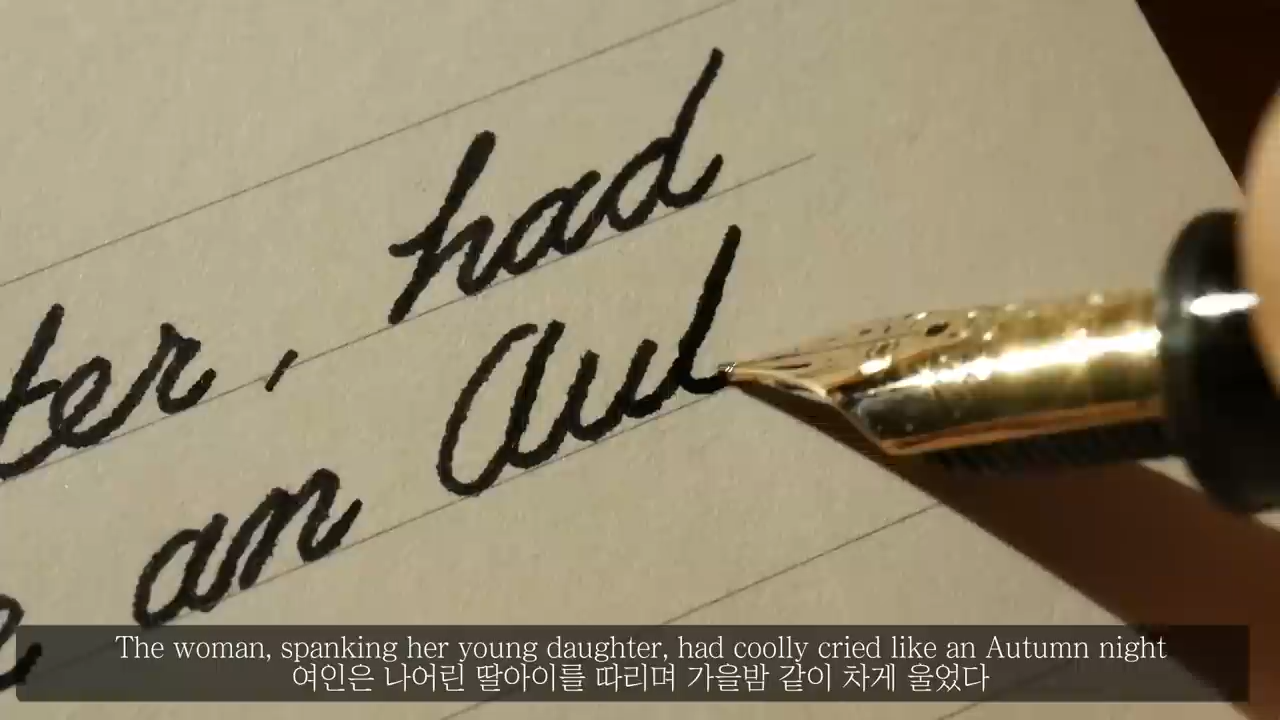 ter, had
e an Aut
The woman, spanking her young daughter, had coolly cried like an Autumn night
여인은 나어린 딸아이를 따리며 가을밤 같이 차게 울었다